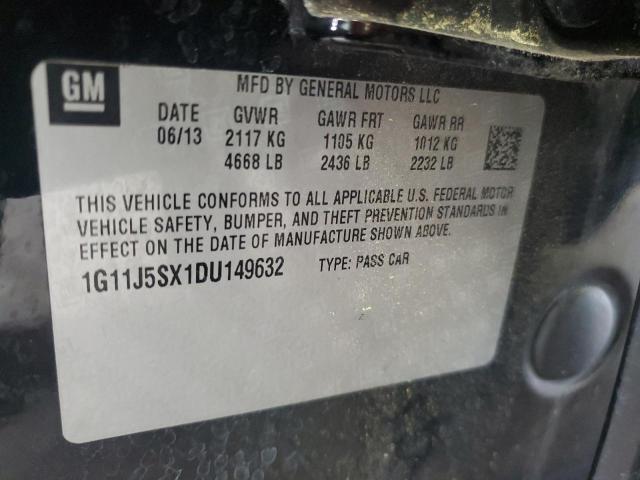 GM
MFD BY GENERAL MOTORS LLC
DATE GVWR GAWR FRT GAWR RR
06/13 2117 KG 1105 KG 1012 KG
4668 LB 2436 LB 2232 LB
THIS VEHICLE CONFORMS TO ALL APPLICABLE U.S. FEDERAL MOTOR
VEHICLE SAFETY, BUMPER, AND THEFT PREVENTION STANDARDS IN
EFFECT ON THE DATE OF MANUFACTURE SHOWN ABOVE.
1G11J5SX1DU149632 TYPE: PASS CAR